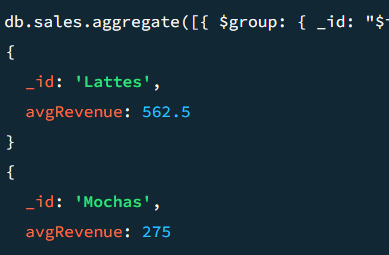 db.sales.aggregate([{ $group: { _id: "$
{
_id: 'Lattes',
avgRevenue: 562.5
}
{
_id: 'Mochas',
avgRevenue: 275